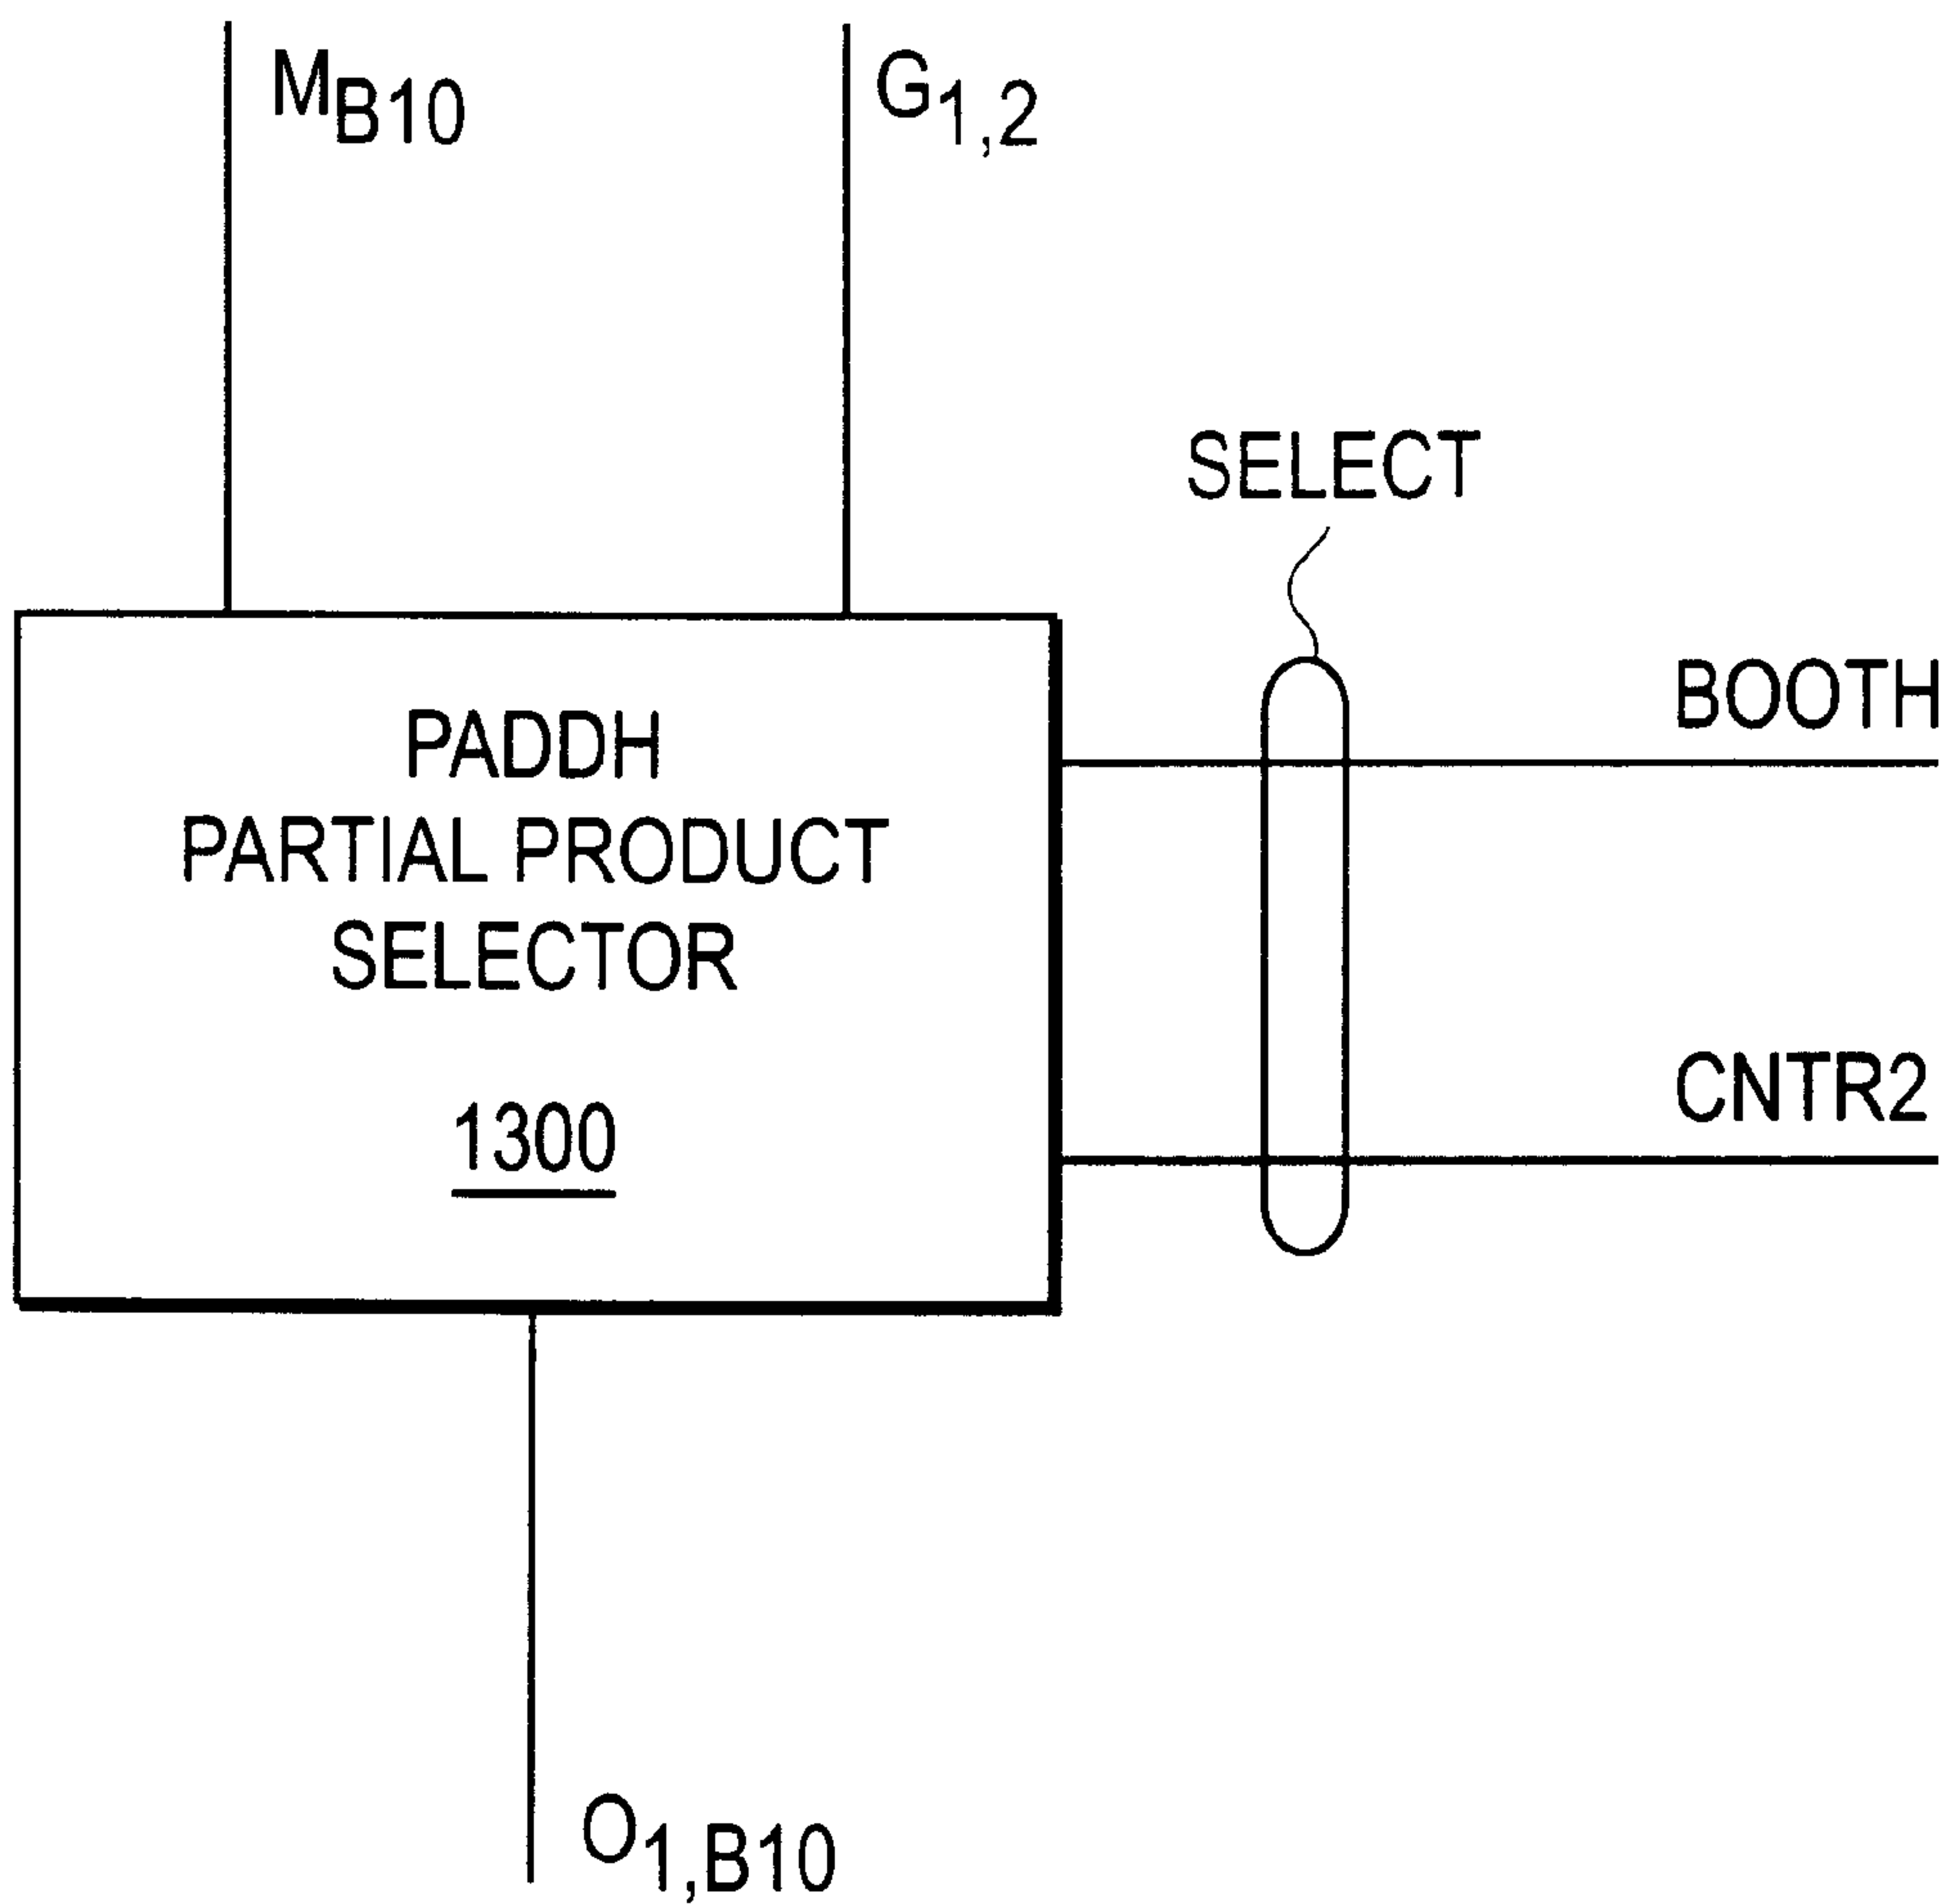 MB10
G1,2
SELECT
BOOTH
PADDH
PARTIAL PRODUCT
SELECTOR
CNTR2
1300
O1,B10